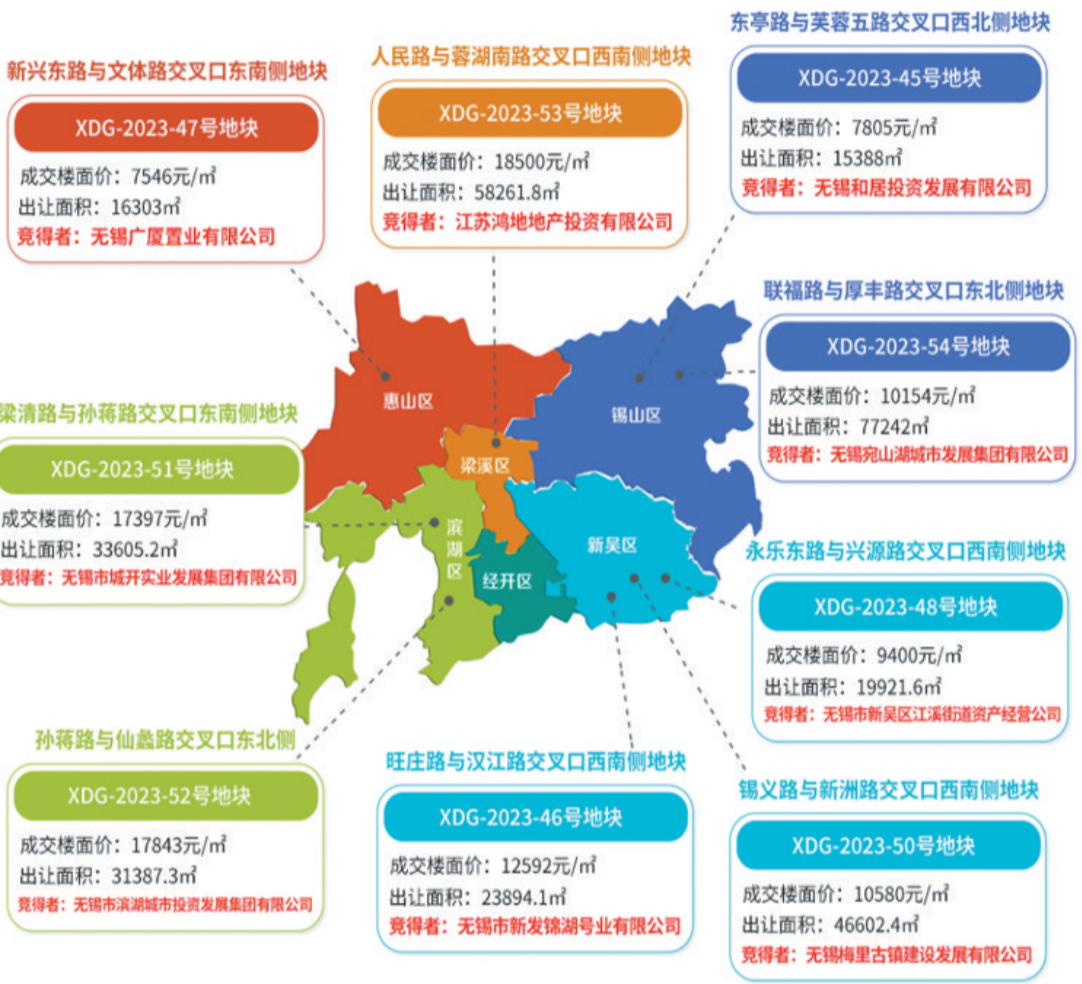 新兴东路与文体路交叉口东南侧地块
XDG-2023-47号地块
成交楼面价：7546元/㎡
出让面积：16303㎡
竞得者：无锡广厦置业有限公司
人民路与蓉湖南路交叉口西南侧地块
XDG-2023-53号地块
成交楼面价：18500元/㎡
出让面积：58261.8㎡
竞得者：江苏鸿地地产投资有限公司
东亭路与芙蓉五路交叉口西北侧地块
XDG-2023-45号地块
成交楼面价：7805元/㎡
出让面积：15388㎡
竞得者：无锡和居投资发展有限公司
联福路与厚丰路交叉口东北侧地块
XDG-2023-54号地块
成交楼面价：10154元/㎡
出让面积：77242㎡
竞得者：无锡宛山湖城市发展集团有限公司
惠山区
锡山区
梁溪区
滨湖区
新吴区
经开区
梁清路与孙蒋路交叉口东南侧地块
XDG-2023-51号地块
成交楼面价：17397元/㎡
出让面积：33605.2㎡
竞得者：无锡市城开实业发展集团有限公司
永乐东路与兴源路交叉口西南侧地块
XDG-2023-48号地块
成交楼面价：9400元/㎡
出让面积：19921.6㎡
竞得者：无锡市新吴区江溪街道资产经营公司
孙蒋路与仙蠡路交叉口东北侧
XDG-2023-52号地块
成交楼面价：17843元/㎡
出让面积：31387.3㎡
竞得者：无锡市滨湖城市投资发展集团有限公司
旺庄路与汉江路交叉口西南侧地块
XDG-2023-46号地块
成交楼面价：12592元/㎡
出让面积：23894.1㎡
竞得者：无锡市新发锦湖号业有限公司
锡义路与新洲路交叉口西南侧地块
XDG-2023-50号地块
成交楼面价：10580元/㎡
出让面积：46602.4㎡
竞得者：无锡梅里古镇建设发展有限公司